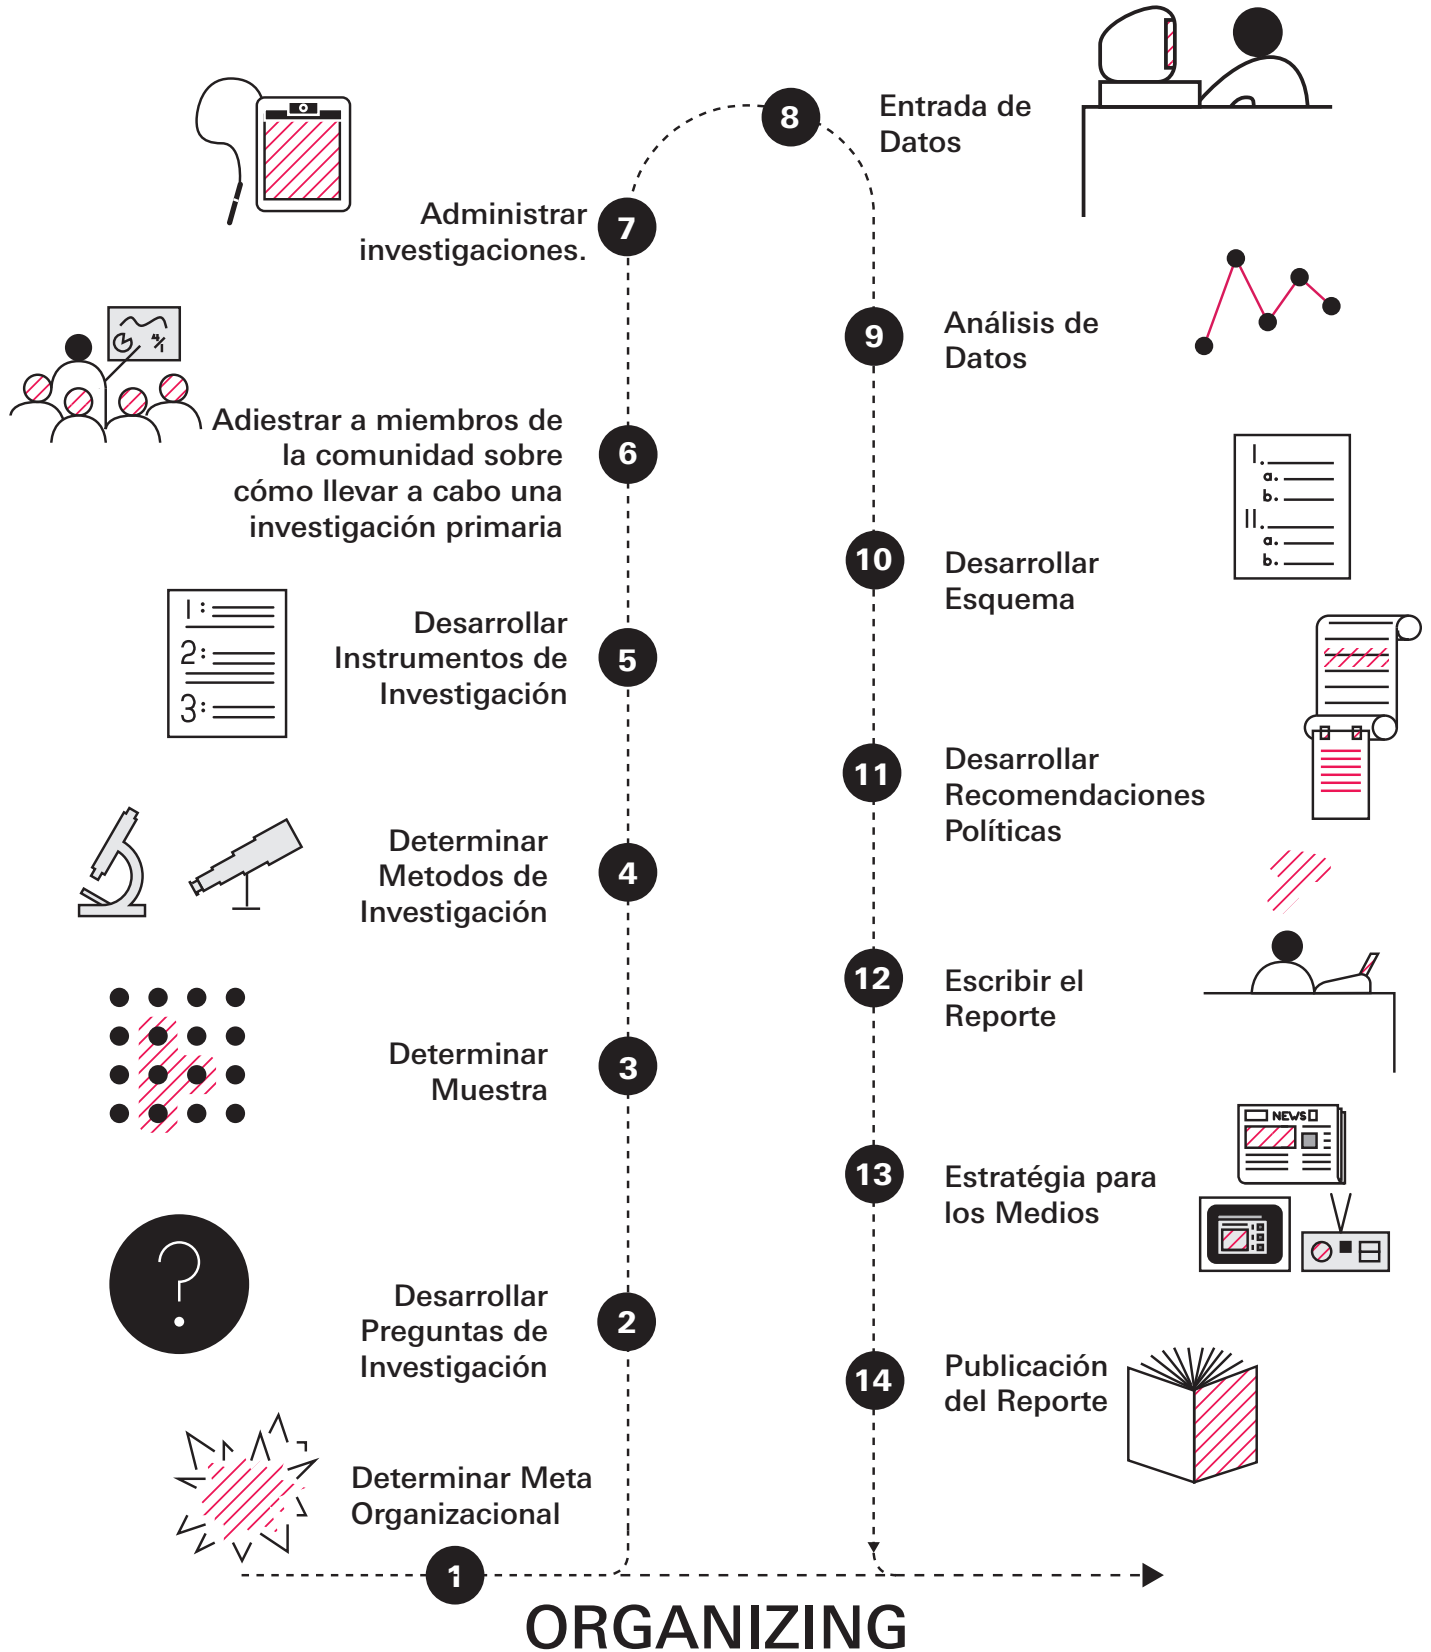 1
Determinar Meta
Organizacional
2
Desarrollar
Preguntas de
Investigación
3
Determinar
Muestra
4
Determinar
Metodos de
Investigación
5
Desarrollar
Instrumentos de
Investigación
1:
2:
3:
6
Adiestrar a miembros de
la comunidad sobre
cómo llevar a cabo una
investigación primaria
7
Administrar
investigaciones.
8
Entrada de
Datos
9
Análisis de
Datos
10
Desarrollar
Esquema
I.
a.
b.
II.
a.
b.
11
Desarrollar
Recomendaciones
Políticas
12
Escribir el
Reporte
13
Estratégia para
los Medios
NEWS
14
Publicación
del Reporte
?
ORGANIZING